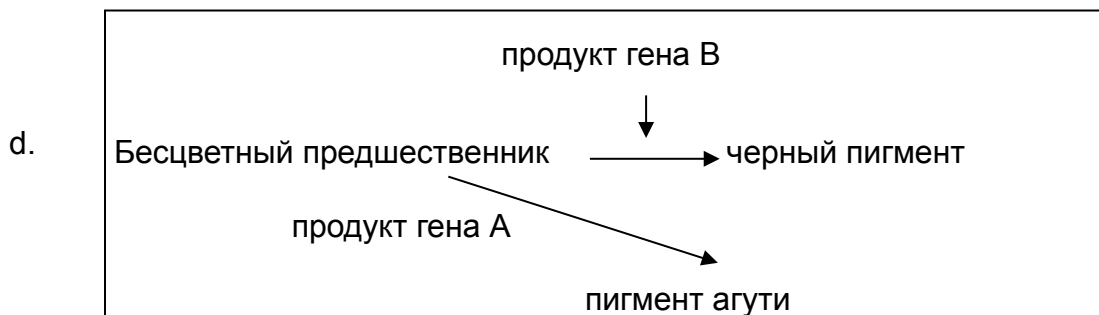 продукт гена В
d.
Бесцветный предшественник черный пигмент
продукт гена А
пигмент агути